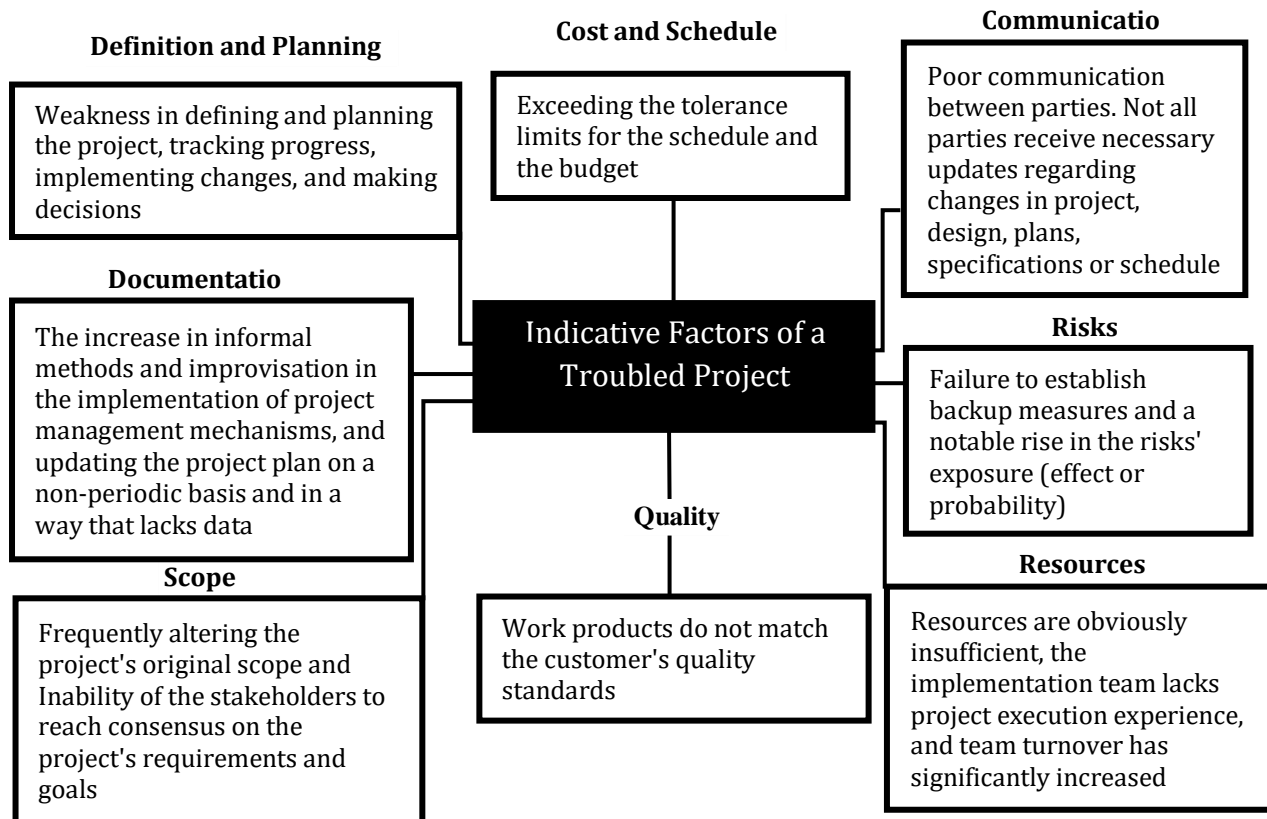 Definition and Planning
Weakness in defining and planning
the project, tracking progress,
implementing changes, and making
decisions
Cost and Schedule
Exceeding the tolerance
limits for the schedule and
the budget
Communicatio
Poor communication
between parties. Not all
parties receive necessary
updates regarding
changes in project,
design, plans,
specifications or schedule
Documentatio
The increase in informal
methods and improvisation in
the implementation of project
management mechanisms, and
updating the project plan on a
non-periodic basis and in a
way that lacks data
Indicative Factors of a
Troubled Project
Risks
Failure to establish
backup measures and a
notable rise in the risks'
exposure (effect or
probability)
Scope
Frequently altering the
project's original scope and
Inability of the stakeholders to
reach consensus on the
project's requirements and
goals
Quality
Work products do not match
the customer's quality
standards
Resources
Resources are obviously
insufficient, the
implementation team lacks
project execution experience,
and team turnover has
significantly increased